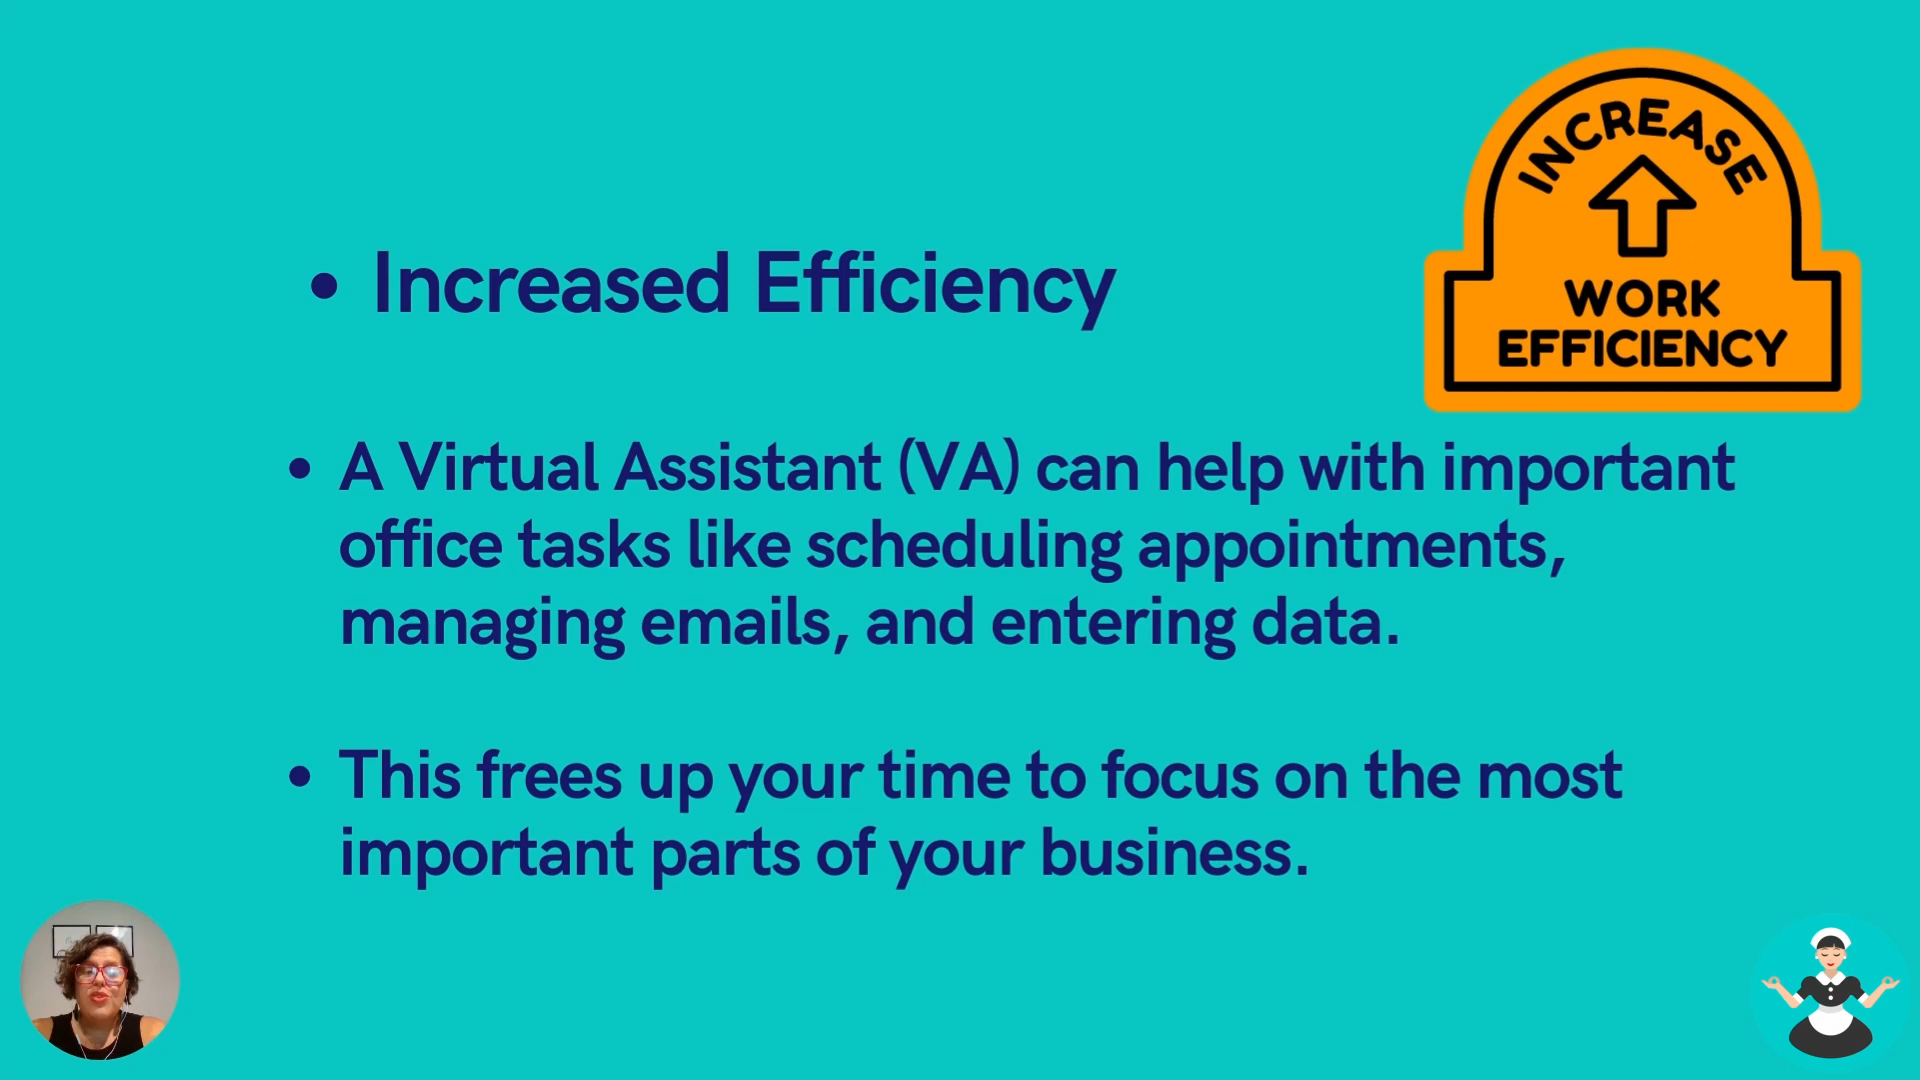 INCREASE
WORK
EFFICIENCY
• Increased Efficiency
• A Virtual Assistant (VA) can help with important
office tasks like scheduling appointments,
managing emails, and entering data.
• This frees up your time to focus on the most
important parts of your business.